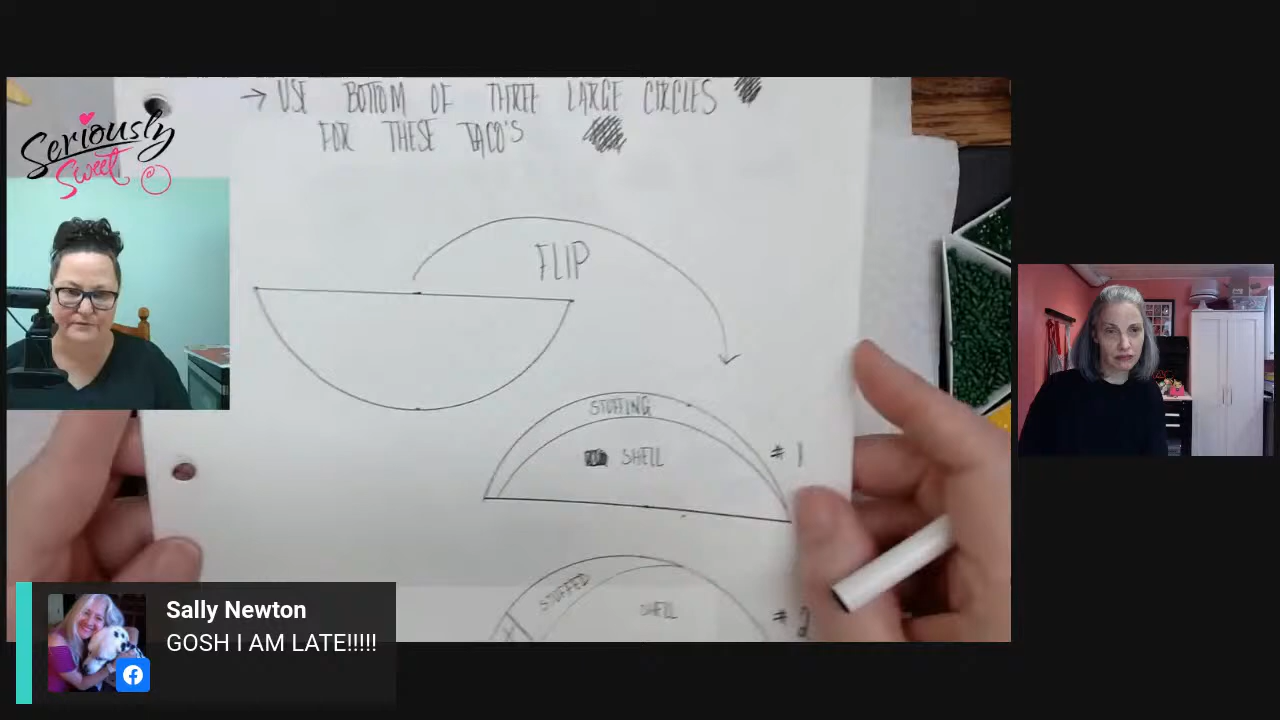 → USE BOTTOM OF THREE LARGE CIRCLES
FOR THESE TACO'S
Seriously
Sweet
FLIP
STUFFING
SHELL
# 1
STUFFED
SHELL
# 2
Sally Newton
GOSH I AM LATE!!!!!